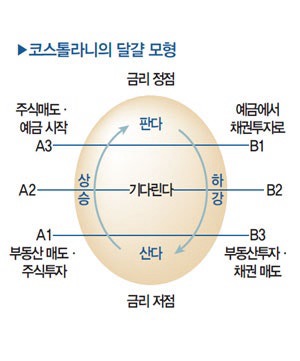 ▶코스톨라니의 달걀 모형
금리 정점
주식매도·
예금 시작
판다
예금에서
채권투자로
A3
B1
상승
하강
A2
기다린다
B2
A1
B3
부동산 매도·
주식투자
산다
부동산투자·
채권 매도
금리 저점